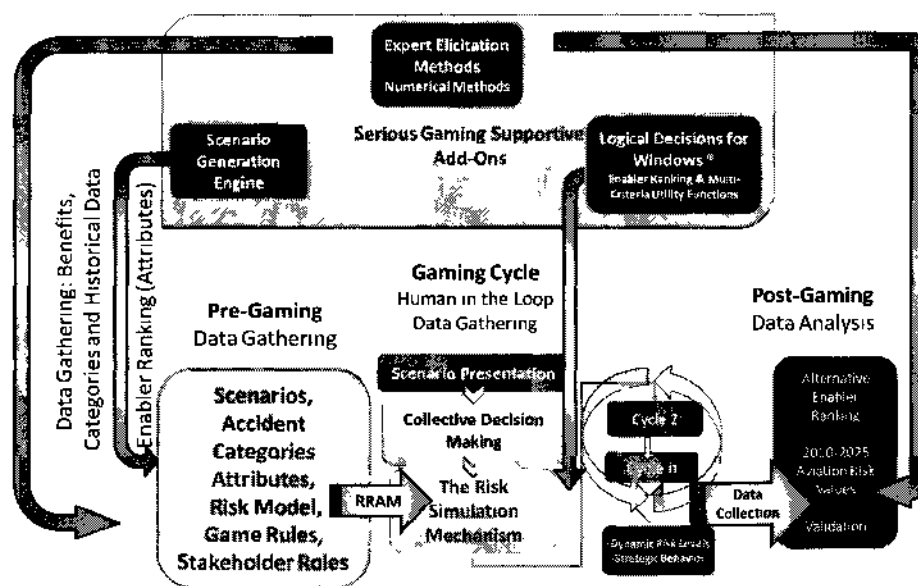 Expert Elicitation
Methods
Numerical Methods
Scenario
Generation
Engine
Serious Gaming Supportive
Add-Ons
Logical Decisions for
Windows ®
Enabler Ranking & Multi-
Criteria Utility Functions
Data Gathering: Benefits,
Categories and Historical Data
Enabler Ranking (Attributes)
Pre-Gaming
Data Gathering
Gaming Cycle
Human in the Loop
Data Gathering
Post-Gaming
Data Analysis
Scenarios,
Accident
Categories
Attributes,
Risk Model,
Game Rules,
Stakeholder Roles
RRAM
Scenario Presentation
Collective Decision
Making
The Risk
Simulation
Mechanism
Cycle 2
Cycle n
Dynamic Risk Levels
Strategic Behavior
Data
Collection
Alternative
Enabler
Ranking
2010-2025
Aviation Risk
Values
Validation